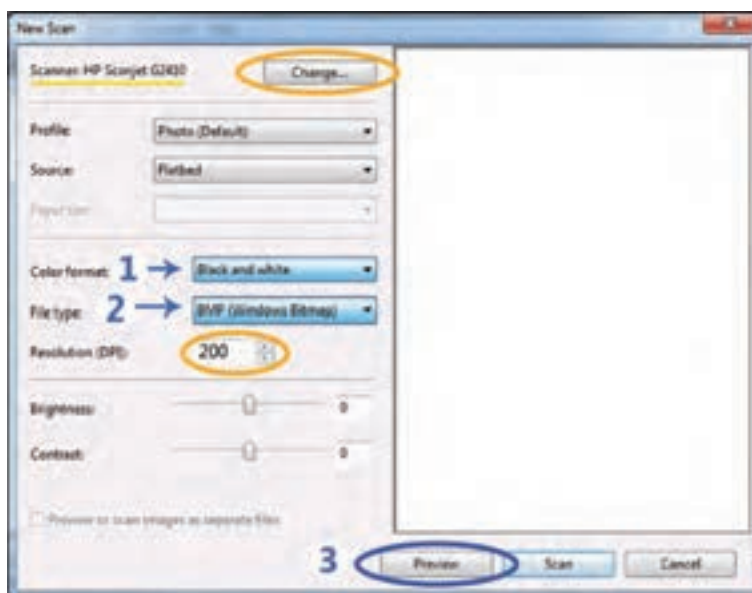 New Scan
Scanner: HP Scanjet G2410 Change...
Profile: Photo (Default)
Source: Flatbed
Paper size:
Color format: 1 Black and white
File type: 2 BMP (Windows Bitmap)
Resolution (DPI): 200
Brightness: 0
Contrast: 0
Preview or scan images as separate files
3 Preview Scan Cancel